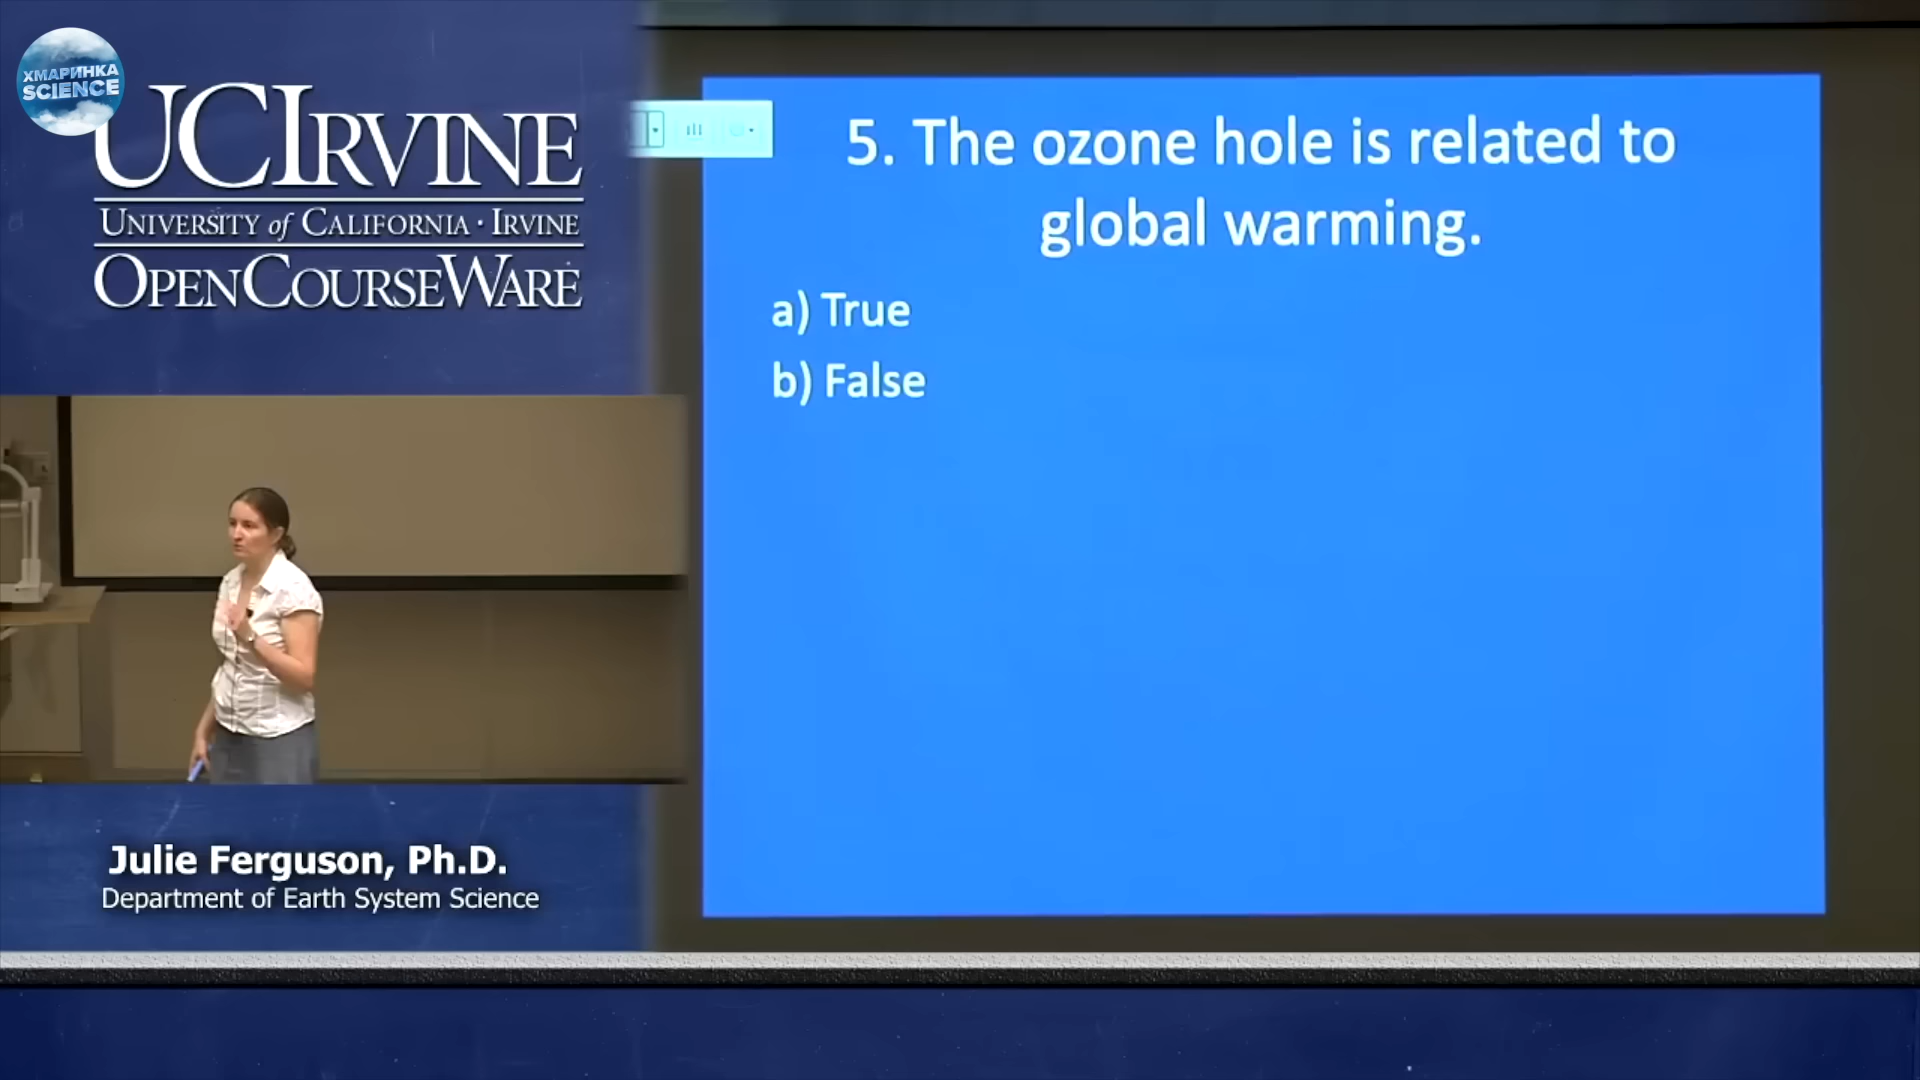 ХМАРИНКА
SCIENCE
UCIRVINE
UNIVERSITY of CALIFORNIA · IRVINE
OPENCOURSEWARE
5. The ozone hole is related to
global warming.
a) True
b) False
Julie Ferguson, Ph.D.
Department of Earth System Science